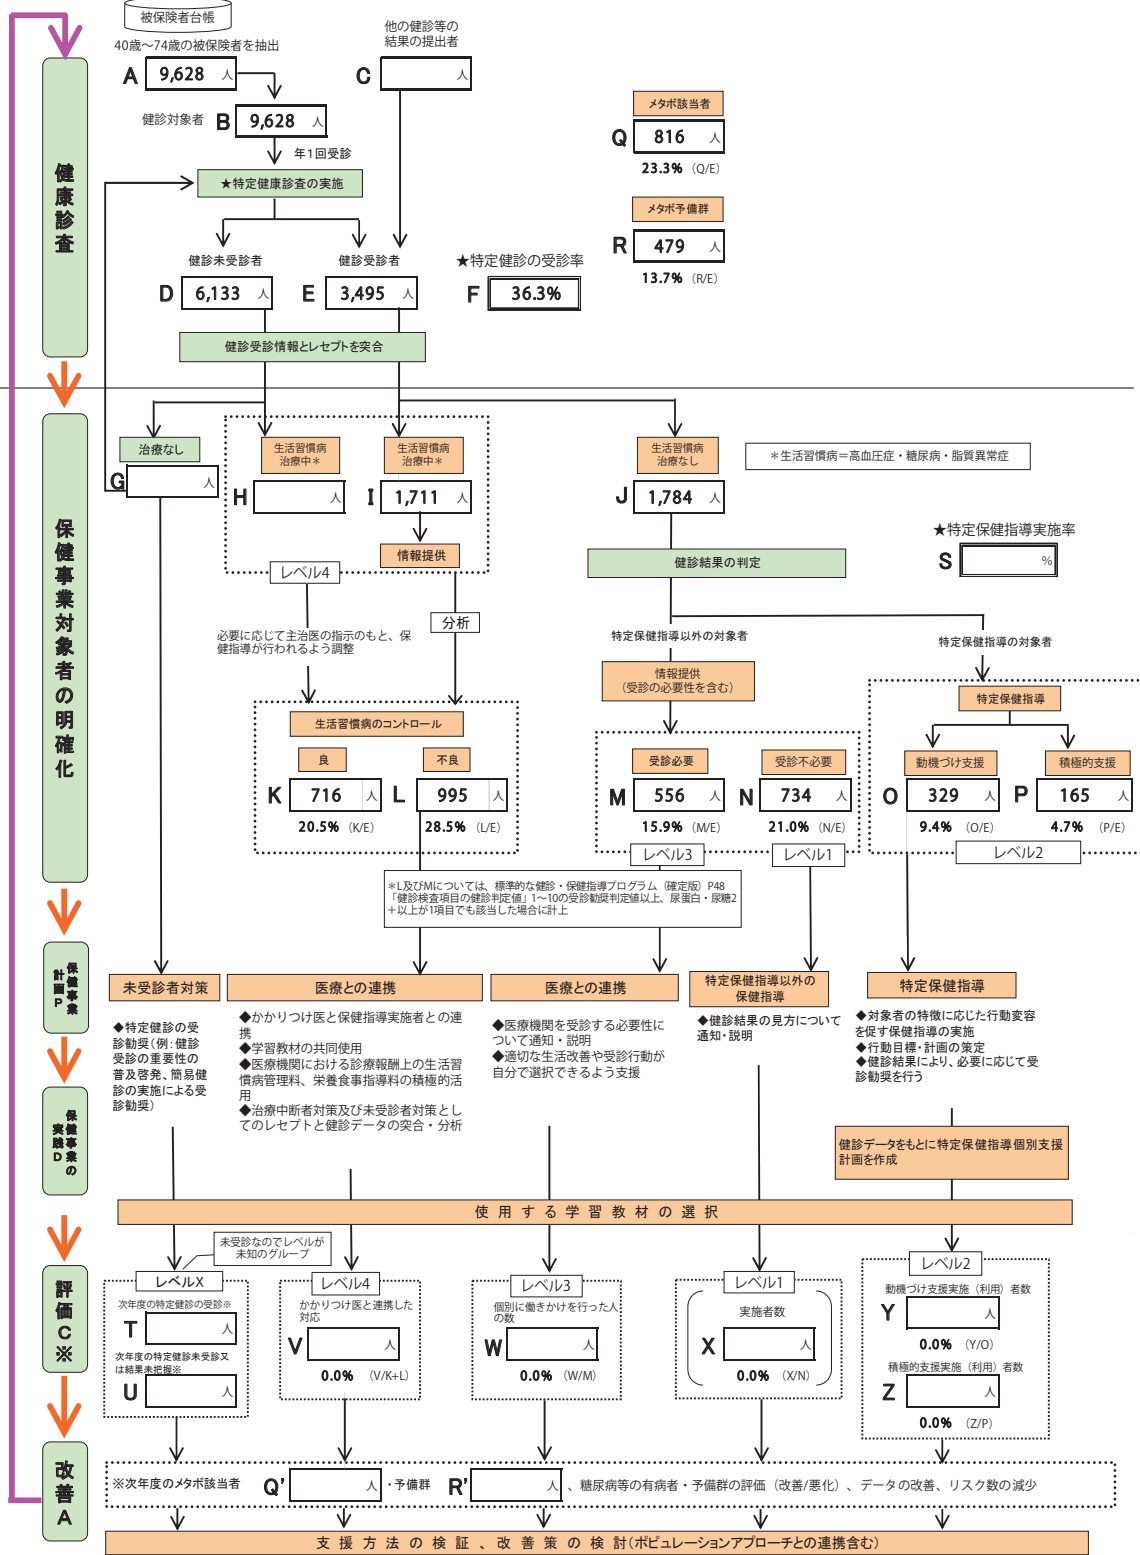 被保険者台帳
40歳～74歳の被保険者を抽出
A 9,628 人
他の健診等の
結果の提出者
C 人
健診対象者 B 9,628 人
年1回受診
★特定健康診査の実施
メタボ該当者
Q 816 人
23.3% (Q/E)
メタボ予備群
R 479 人
13.7% (R/E)
健康診査
健診未受診者
D 6,133 人
健診受診者
E 3,495 人
★特定健診の受診率
F 36.3%
健診受診情報とレセプトを突合
保健事業対象者の明確化
治療なし
G 人
生活習慣病
治療中＊
H 人
生活習慣病
治療中＊
I 1,711 人
情報提供
レベル4
生活習慣病
治療なし
J 1,784 人
＊生活習慣病＝高血圧症・糖尿病・脂質異常症
健診結果の判定
★特定保健指導実施率
S %
分析
必要に応じて主治医の指示のもと、保
健指導が行われるよう調整
特定保健指導以外の対象者
特定保健指導の対象者
情報提供
（受診の必要性を含む）
特定保健指導
生活習慣病のコントロール
良
K 716 人
20.5% (K/E)
不良
L 995 人
28.5% (L/E)
受診必要
M 556 人
15.9% (M/E)
レベル3
受診不必要
N 734 人
21.0% (N/E)
レベル1
動機づけ支援
O 329 人
9.4% (O/E)
積極的支援
P 165 人
4.7% (P/E)
レベル2
＊L及びMについては、標準的な健診・保健指導プログラム（確定版）P48
「健診検査項目の健診判定値」1～10の受診勧奨判定値以上、尿蛋白・尿糖2
＋以上が1項目でも該当した場合に計上
保健事業
計画P
未受診者対策
◆特定健診の受
診勧奨（例：健診
受診の重要性の
普及啓発、簡易健
診の実施による受
診勧奨）
医療との連携
◆かかりつけ医と保健指導実施者との連
携
◆学習教材の共同使用
◆医療機関における診療報酬上の生活習
慣病管理料、栄養食事指導料の積極的活
用
◆治療中断者対策及び未受診者対策とし
てのレセプトと健診データの突合・分析
医療との連携
◆医療機関を受診する必要性に
ついて通知・説明
◆適切な生活改善や受診行動が
自分で選択できるよう支援
特定保健指導以外の
保健指導
◆健診結果の見方について
通知・説明
特定保健指導
◆対象者の特徴に応じた行動変容
を促す保健指導の実施
◆行動目標・計画の策定
◆健診結果により、必要に応じて受
診勧奨を行う
保健事業の
実践D
健診データをもとに特定保健指導個別支援
計画を作成
使用する学習教材の選択
未受診なのでレベルが
未知のグループ
評価C※
レベルX
次年度の特定健診の受診※
T 人
次年度の特定健診未受診又
は結果未把握※
U 人
レベル4
かかりつけ医と連携した
対応
V 人
0.0% (V/K+L)
レベル3
個別に働きかけを行った人
の数
W 人
0.0% (W/M)
レベル1
実施者数
X 人
0.0% (X/N)
レベル2
動機づけ支援実施（利用）者数
Y 人
0.0% (Y/O)
積極的支援実施（利用）者数
Z 人
0.0% (Z/P)
改善A
※次年度のメタボ該当者 Q' 人 ・予備群 R' 人 、糖尿病等の有病者・予備群の評価（改善/悪化）、データの改善、リスク数の減少
支援方法の検証、改善策の検討（ポピュレーションアプローチとの連携含む）